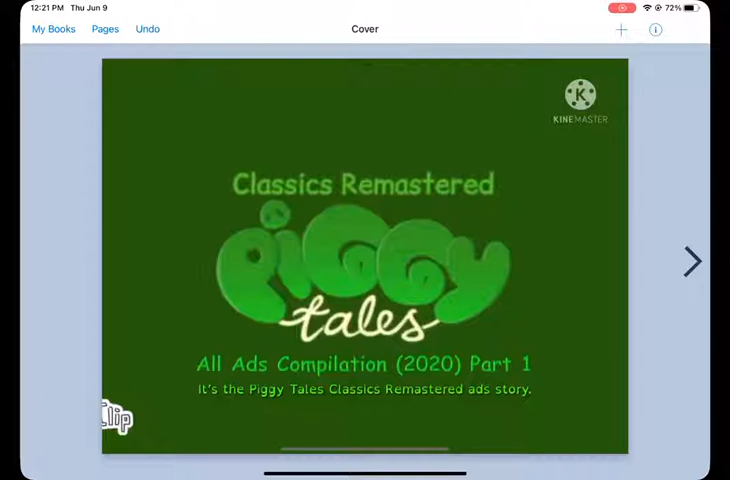 12:21 PM Thu Jun 9
72%
My Books Pages Undo
Cover
K
KINEMASTER
Classics Remastered
Piggy
tales
All Ads Compilation (2020) Part 1
It's the Piggy Tales Classics Remastered ads story.
Clip